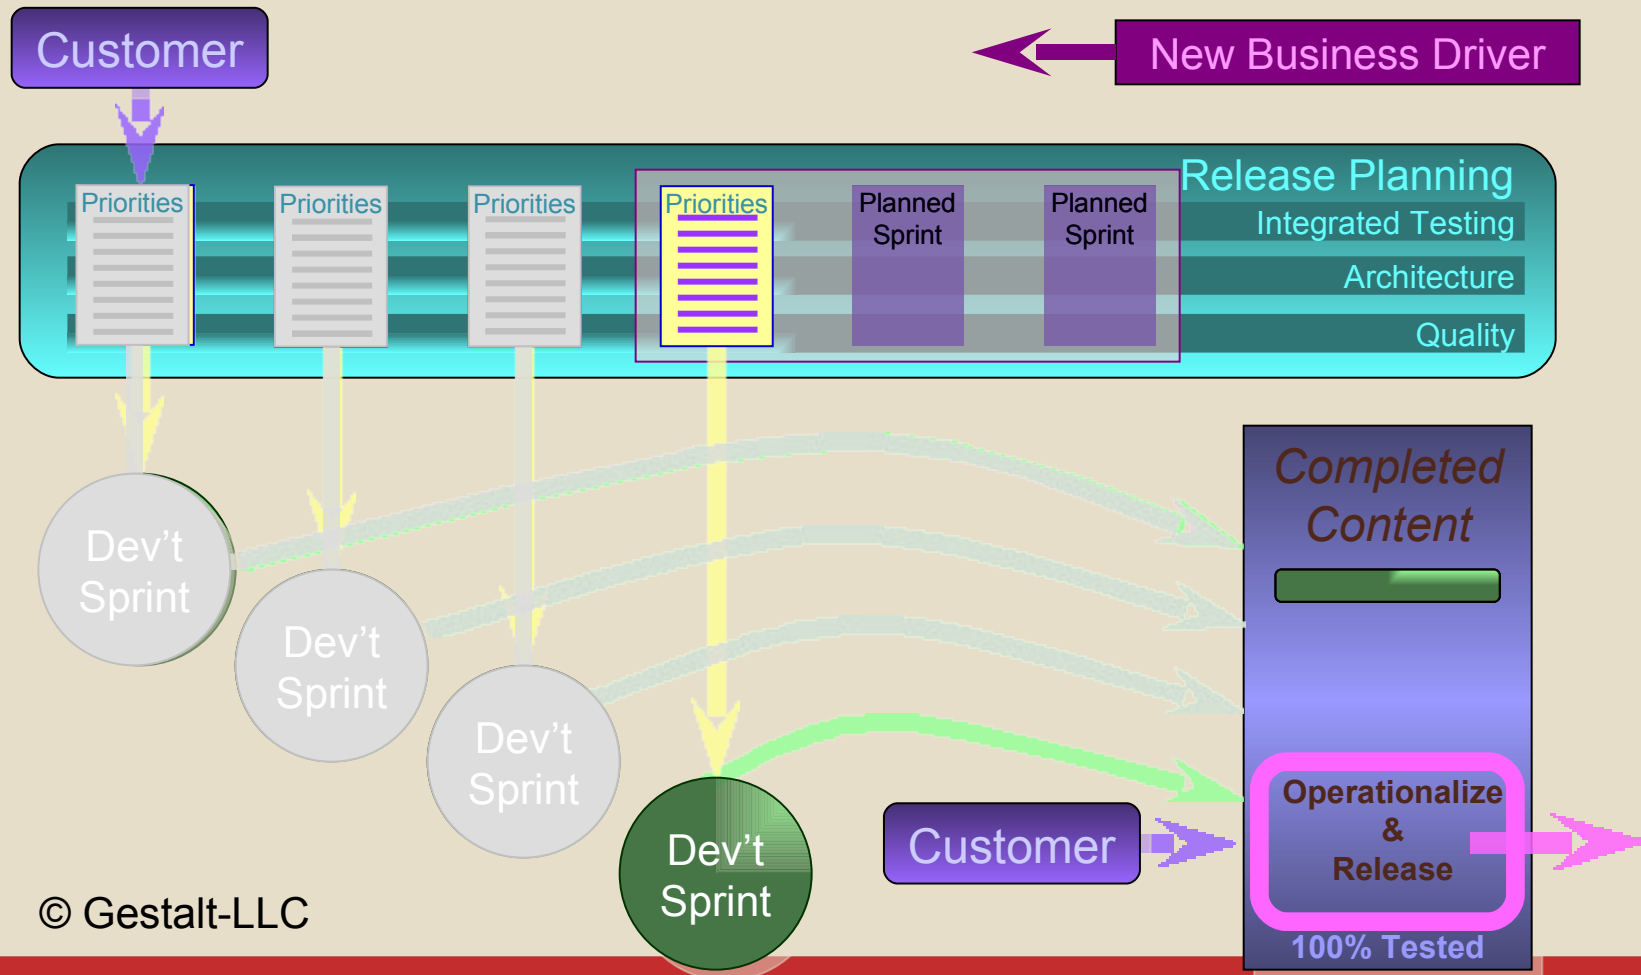 Customer
New Business Driver
Release Planning
Priorities
Priorities
Priorities
Priorities
Planned
Sprint
Planned
Sprint
Integrated Testing
Architecture
Quality
Completed
Content
Dev’t
Sprint
Dev’t
Sprint
Dev’t
Sprint
Dev’t
Sprint
Customer
Operationalize
&
Release
100% Tested
© Gestalt-LLC